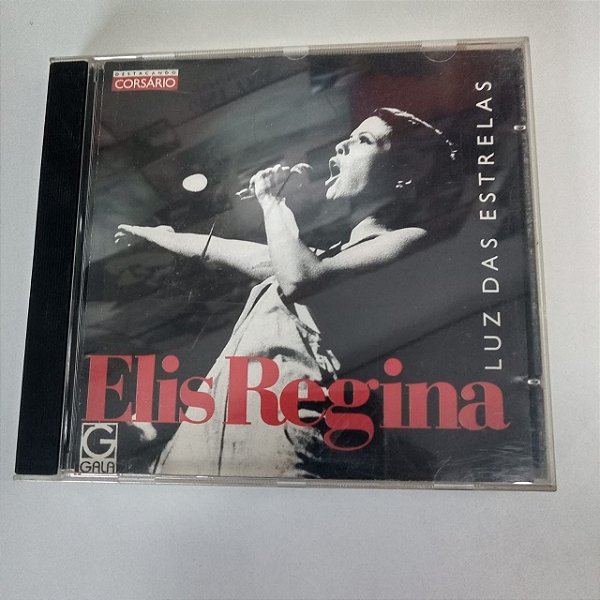 DESTACANDO
CORSÁRIO
LUZ DAS ESTRELAS
Elis Regina
G
GALA